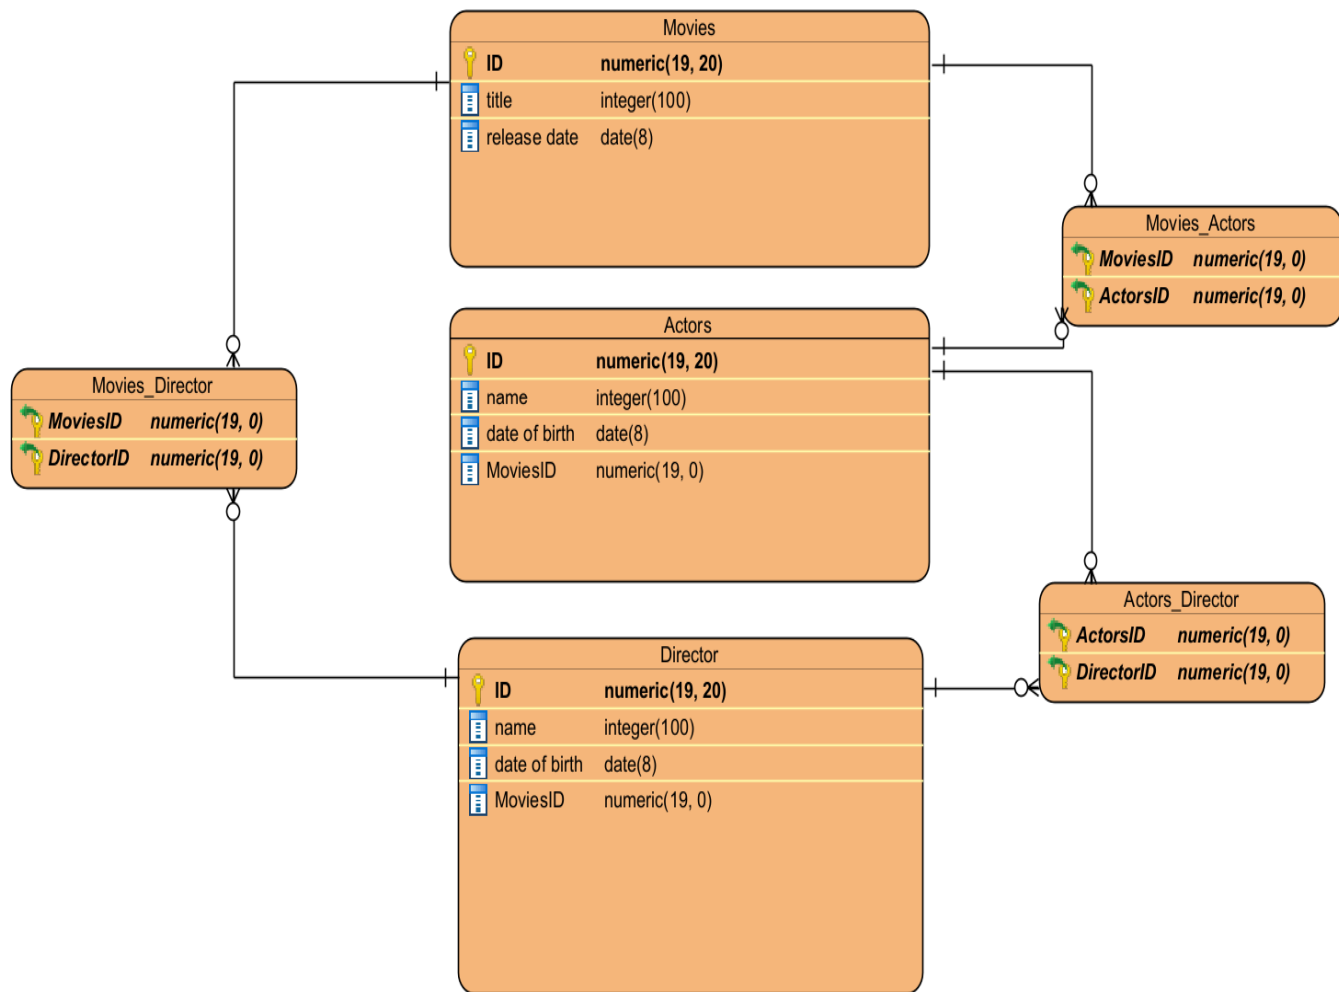 Movies
ID numeric(19, 20)
title integer(100)
release date date(8)
Movies_Actors
MoviesID numeric(19, 0)
ActorsID numeric(19, 0)
Actors
ID numeric(19, 20)
name integer(100)
date of birth date(8)
MoviesID numeric(19, 0)
Movies_Director
MoviesID numeric(19, 0)
DirectorID numeric(19, 0)
Actors_Director
ActorsID numeric(19, 0)
DirectorID numeric(19, 0)
Director
ID numeric(19, 20)
name integer(100)
date of birth date(8)
MoviesID numeric(19, 0)